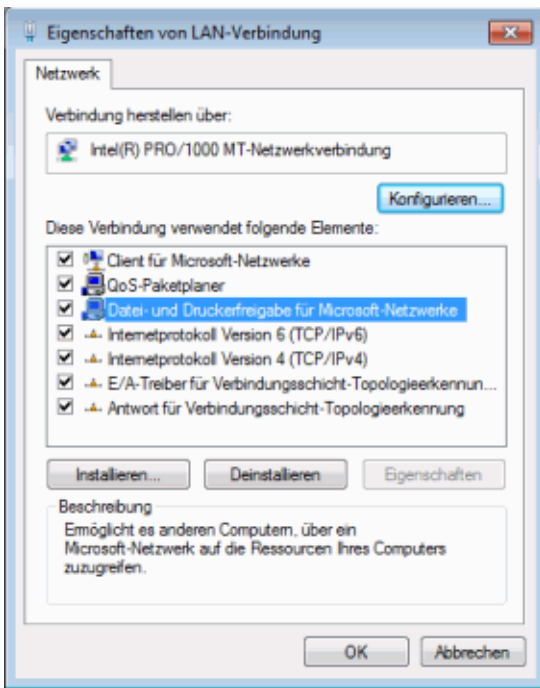 Eigenschaften von LAN-Verbindung
Netzwerk
Verbindung herstellen über:
Intel(R) PRO/1000 MT-Netzwerkverbindung
Konfigurieren...
Diese Verbindung verwendet folgende Elemente:
Client für Microsoft-Netzwerke
QoS-Paketplaner
Datei- und Druckerfreigabe für Microsoft-Netzwerke
Internetprotokoll Version 6 (TCP/IPv6)
Internetprotokoll Version 4 (TCP/IPv4)
E/A-Treiber für Verbindungsschicht-Topologieerkennun...
Antwort für Verbindungsschicht-Topologieerkennung
Installieren... Deinstallieren Eigenschaften
Beschreibung
Ermöglicht es anderen Computern, über ein
Microsoft-Netzwerk auf die Ressourcen Ihres Computers
zuzugreifen.
OK Abbrechen